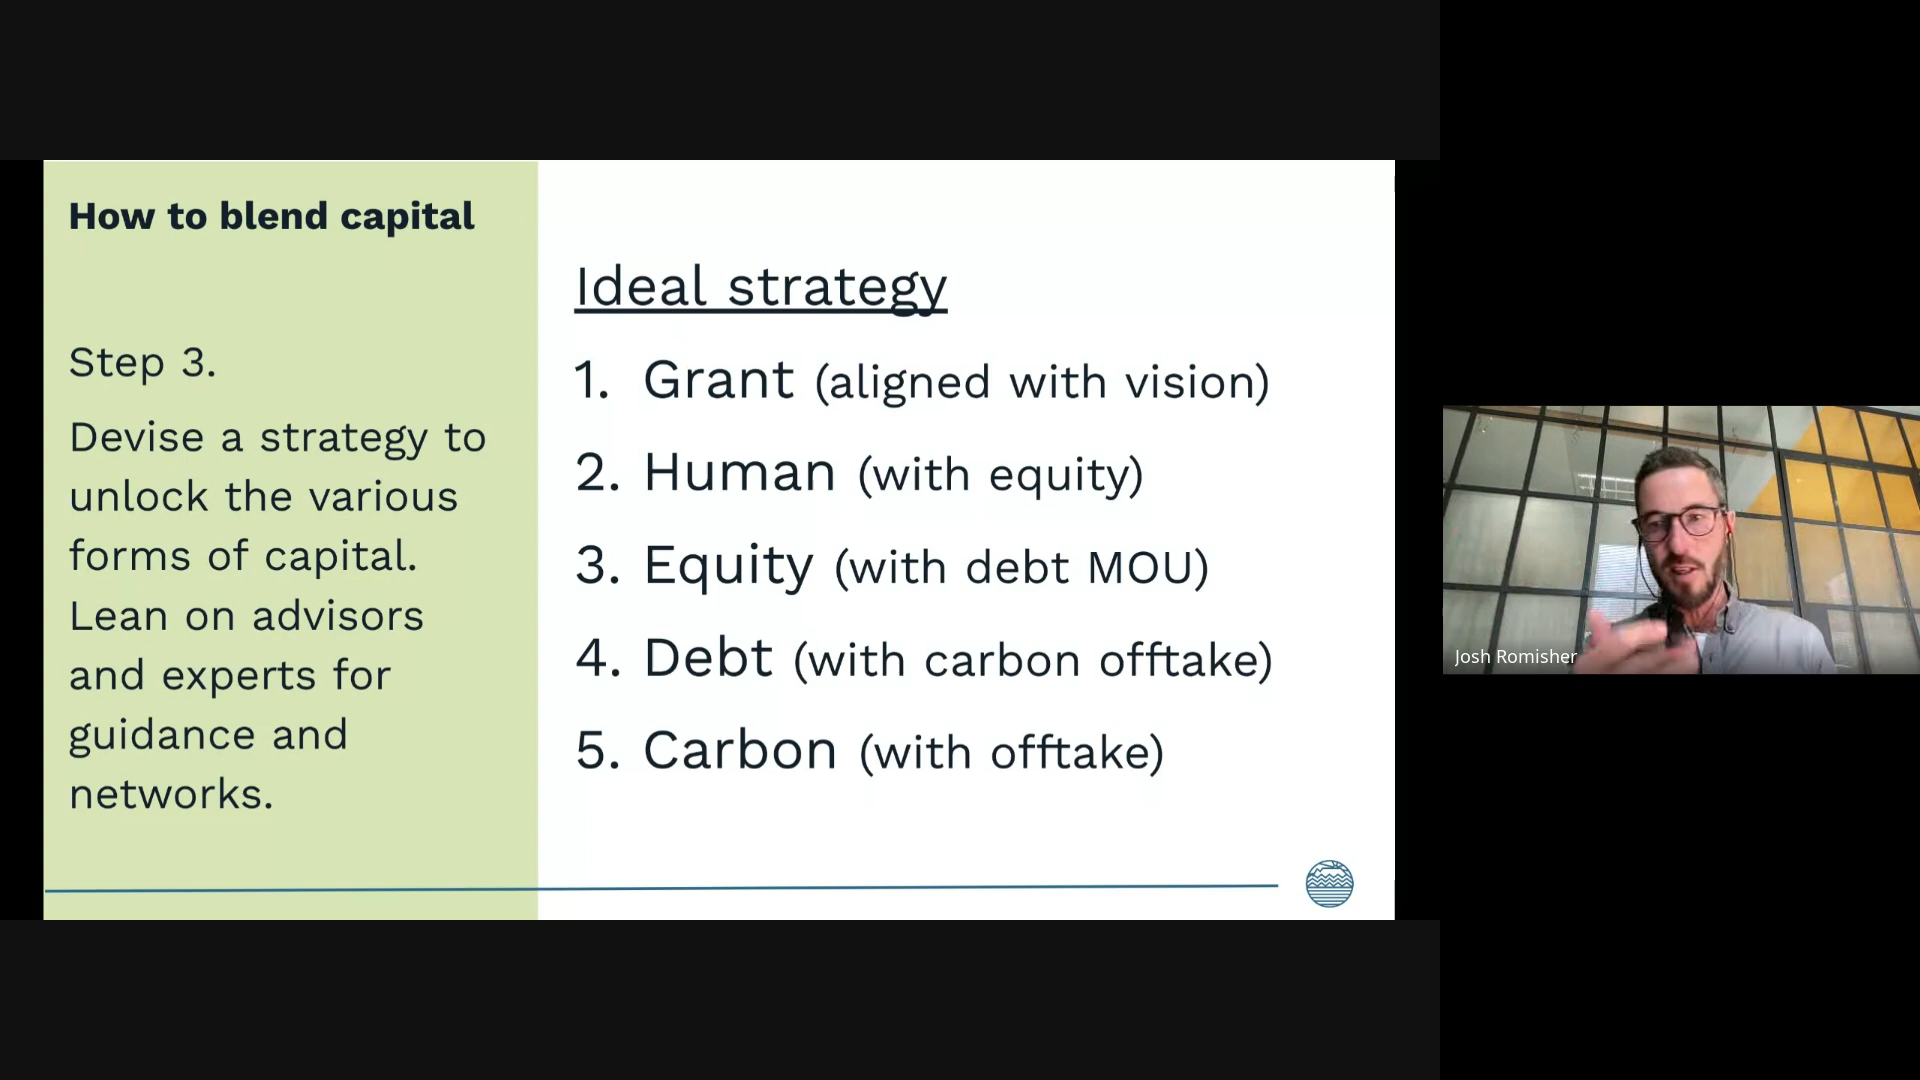 How to blend capital
Step 3.
Devise a strategy to
unlock the various
forms of capital.
Lean on advisors
and experts for
guidance and
networks.
Ideal strategy
1. Grant (aligned with vision)
2. Human (with equity)
3. Equity (with debt MOU)
4. Debt (with carbon offtake)
5. Carbon (with offtake)
Josh Romisher